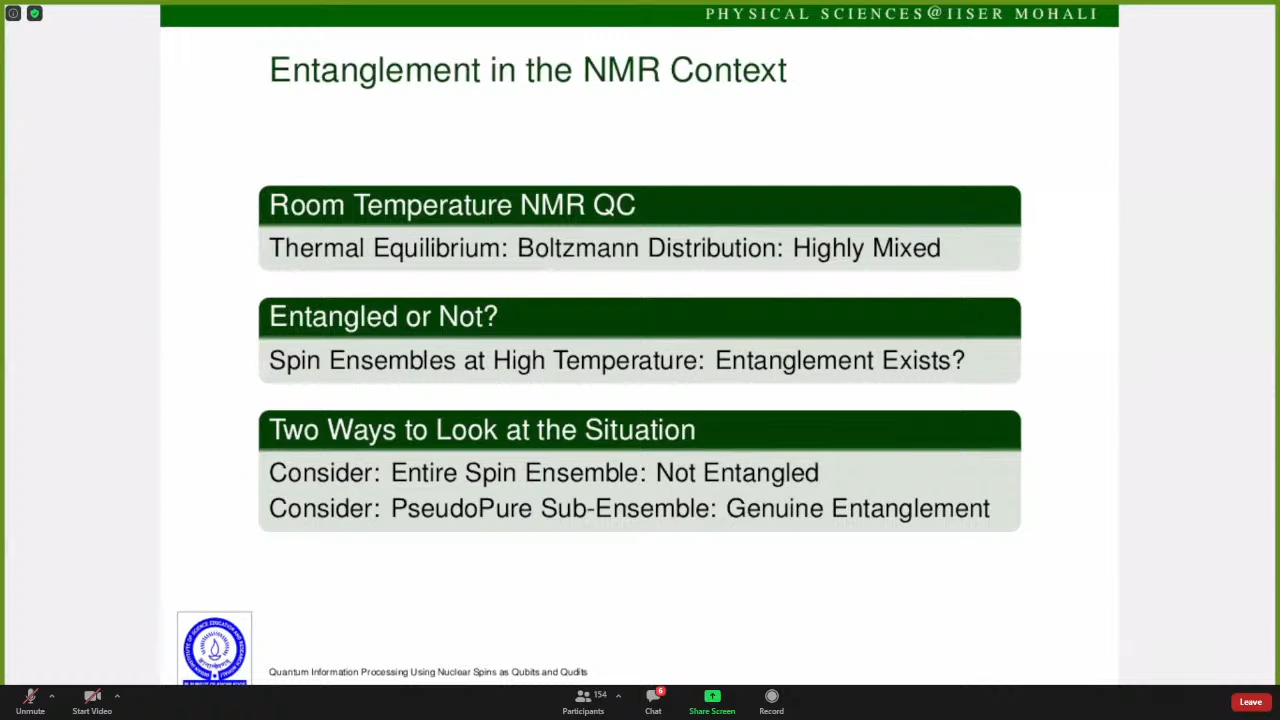 PHYSICAL SCIENCES@IISER MOHALI
Entanglement in the NMR Context
Room Temperature NMR QC
Thermal Equilibrium: Boltzmann Distribution: Highly Mixed
Entangled or Not?
Spin Ensembles at High Temperature: Entanglement Exists?
Two Ways to Look at the Situation
Consider: Entire Spin Ensemble: Not Entangled
Consider: PseudoPure Sub-Ensemble: Genuine Entanglement
Quantum Information Processing Using Nuclear Spins as Qubits and Qudits
Unmute
Start Video
154
Participants
6
Chat
Share Screen
Record
Leave